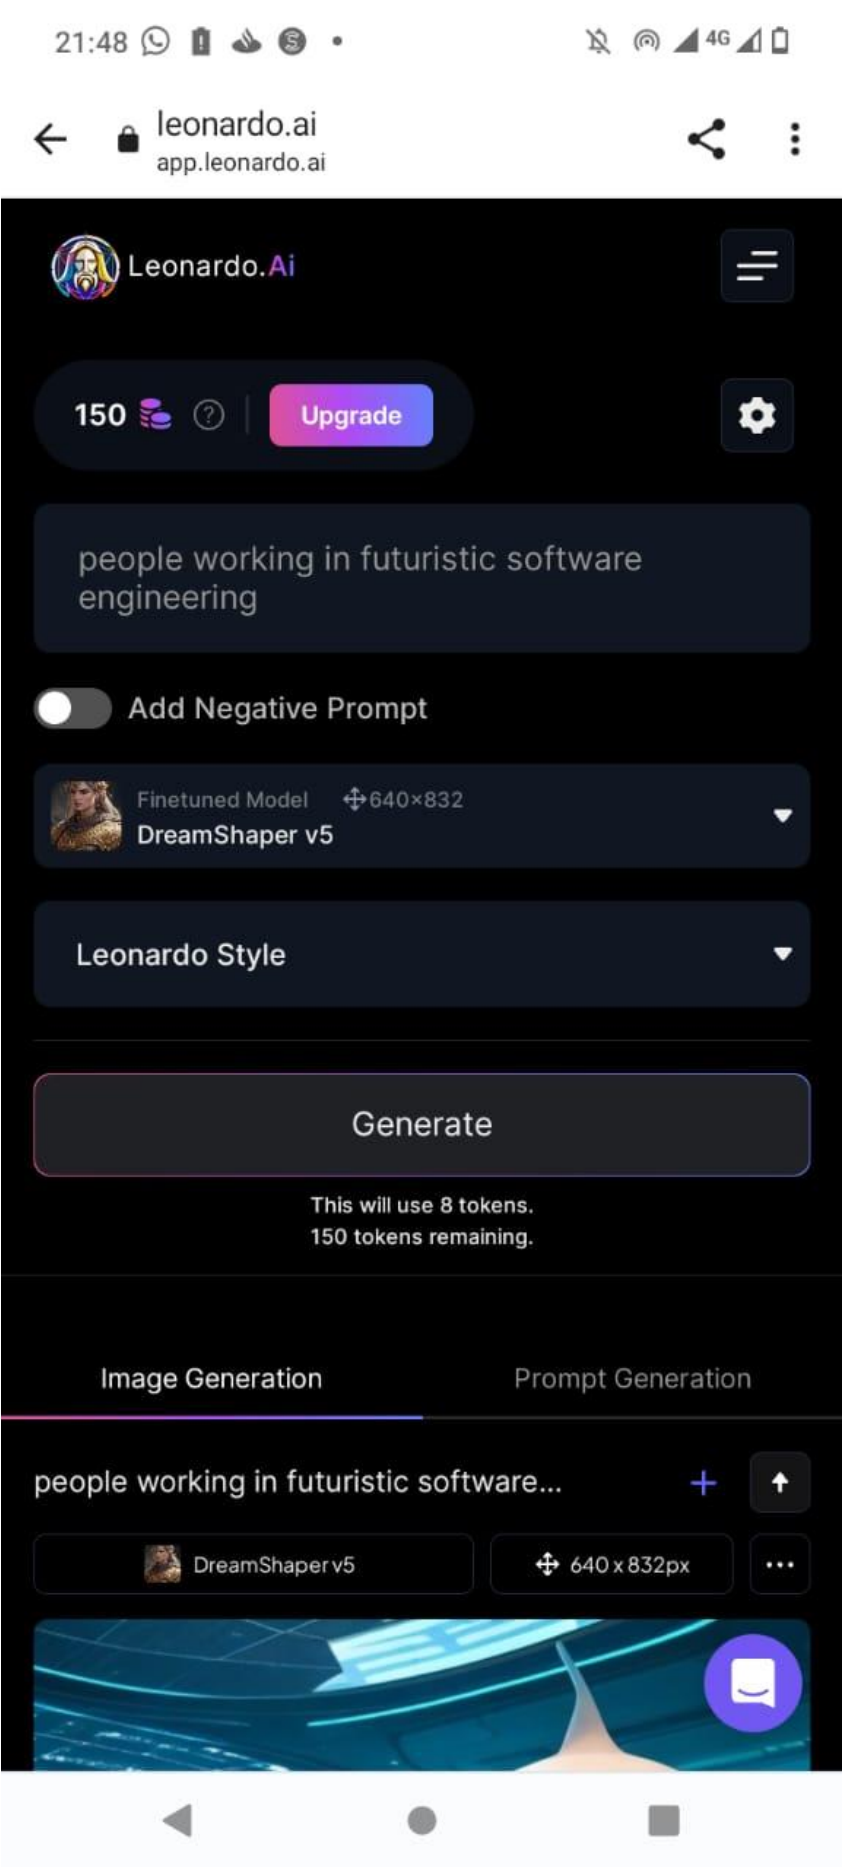 21:48
4G
leonardo.ai
app.leonardo.ai
Leonardo.Ai
150 ? Upgrade
people working in futuristic software
engineering
Add Negative Prompt
Finetuned Model 640×832
DreamShaper v5
Leonardo Style
Generate
This will use 8 tokens.
150 tokens remaining.
Image Generation Prompt Generation
people working in futuristic software...
DreamShaper v5 640 x 832px